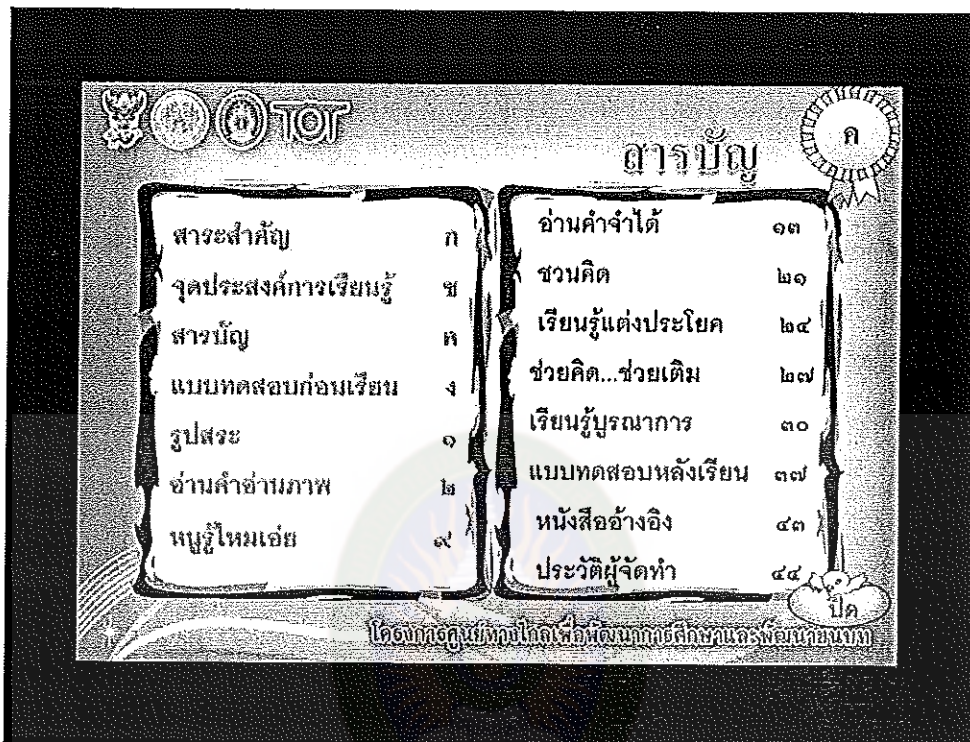 TOT
สารบัญ
ค
สาระสำคัญ ก
จุดประสงค์การเรียนรู้ ข
สารบัญ ค
แบบทดสอบก่อนเรียน ง
รูปสระ ๑
อ่านคำอ่านภาพ ๒
หนูรู้ไหมเอ่ย ๙
อ่านคำจำได้ ๑๓
ชวนคิด ๒๑
เรียนรู้แต่งประโยค ๒๔
ช่วยคิด...ช่วยเติม ๒๗
เรียนรู้บูรณาการ ๓๐
แบบทดสอบหลังเรียน ๓๗
หนังสืออ้างอิง ๔๓
ประวัติผู้จัดทำ ๔๔
ปิด
โครงการศูนย์ทางไกลเพื่อพัฒนาการศึกษาและพัฒนาชนบท